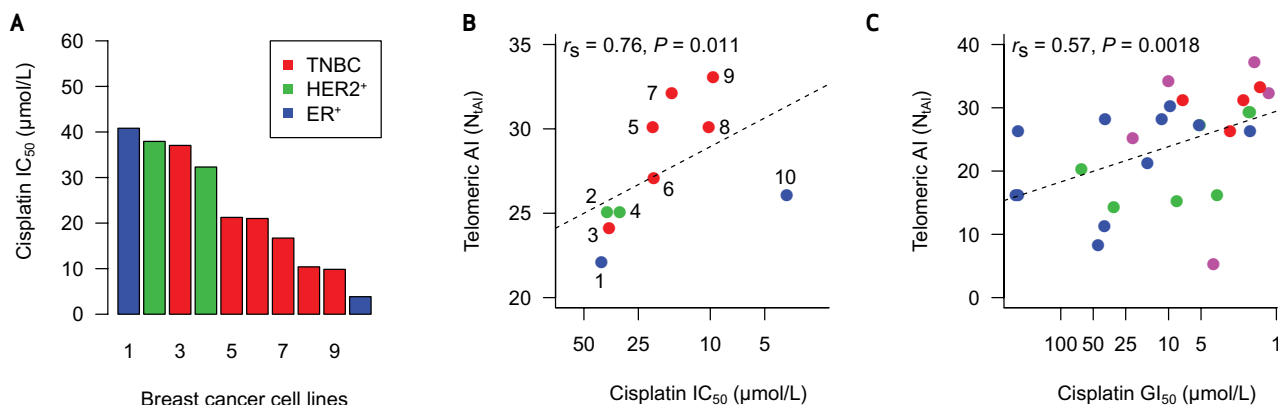 A
Cisplatin IC50 (µmol/L)
60
50
40
30
20
10
0
TNBC
HER2+
ER+
1 3 5 7 9
Breast cancer cell lines
B
rS = 0.76, P = 0.011
Telomeric AI (NtAI)
35
30
25
20
9
7
5
8
6
10
2
4
3
1
50 25 10 5
Cisplatin IC50 (µmol/L)
C
rS = 0.57, P = 0.0018
Telomeric AI (NtAI)
40
30
20
10
0
100 50 25 10 5 1
Cisplatin GI50 (µmol/L)